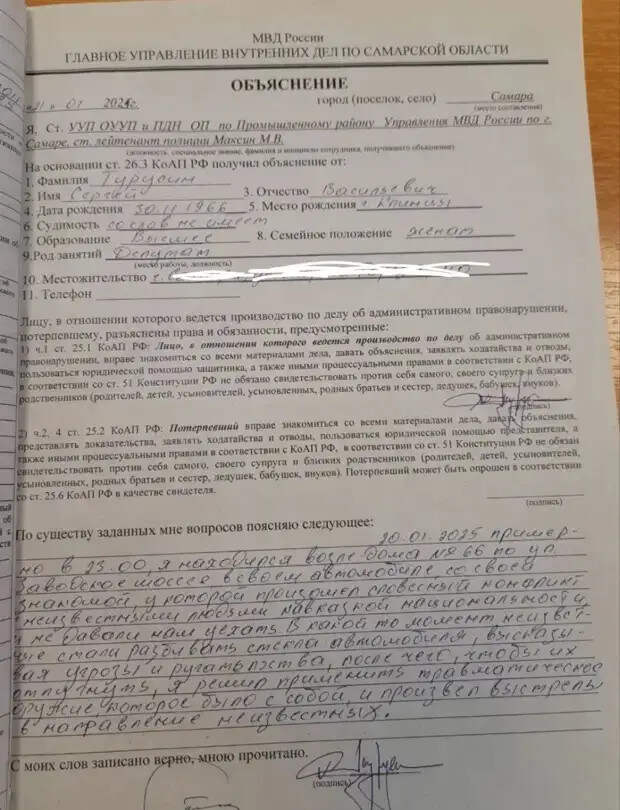 МВД России
ГЛАВНОЕ УПРАВЛЕНИЕ ВНУТРЕННИХ ДЕЛ ПО САМАРСКОЙ ОБЛАСТИ
ОБЪЯСНЕНИЕ
«21» 01 2025г. город (поселок, село) Самара
(место составления)
Я, Ст. УУП ОУУП и ПДН ОП по Промышленному району Управления МВД России по г.
Самаре, ст. лейтенант полиции Максин М.В.
(должность, специальное звание, фамилия и инициалы сотрудника, получившего объяснение)
На основании ст 26.3 КоАП РФ получил объяснение от:
1. Фамилия Турусин
2. Имя Сергей 3. Отчество Васильевич
4. Дата рождения 30.11.1966 5. Место рождения г.
6. Судимость со слов не имеет
7. Образование Высшее 8. Семейное положение женат
9.Род занятий Депутат
(место работы, должность)
10. Местожительство г.
11. Телефон
Лицу, в отношении которого ведется производство по делу об административном правонарушении,
потерпевшему, разъяснены права и обязанности, предусмотренные:
1) ч.1 ст. 25.1 КоАП РФ: Лицо, в отношении которого ведется производство по делу об административном
правонарушении, вправе знакомиться со всеми материалами дела, давать объяснения, заявлять ходатайства и отводы,
пользоваться юридической помощью защитника, а также иными процессуальными правами в соответствии с КоАП РФ,
в соответствии со ст. 51 Конституции РФ не обязано свидетельствовать против себя самого, своего супруга и близких
родственников (родителей, детей, усыновителей, усыновленных, родных братьев и сестер, дедушек, бабушек, внуков).
(подпись)
2) ч.2, 4 ст. 25.2 КоАП РФ: Потерпевший вправе знакомиться со всеми материалами дела, давать объяснения,
представлять доказательства, заявлять ходатайства и отводы, пользоваться юридической помощью представителя, а
также иными процессуальными правами в соответствии с КоАП РФ, в соответствии со ст. 51 Конституции РФ не обязан
свидетельствовать против себя самого, своего супруга и близких родственников (родителей, детей, усыновителей,
усыновленных, родных братьев и сестер, дедушек, бабушек, внуков). Потерпевший может быть опрошен в соответствии
со ст. 25.6 КоАП РФ в качестве свидетеля.
(подпись)
По существу заданных мне вопросов поясняю следующее:
20.01.2025 пример-
но в 23.00, я находился возле дома № 66 по ул.
Заводское шоссе в своем автомобиле со своей
знакомой, у которой произошел словесный конфликт
с неизвестными людьми кавказкой национальности,
и не давали нам уехать. В какой то момент неизвест-
ные стали разбивать стекла автомобиля, высказы-
вая угрозы и ругательства, после чего, чтобы их
отпугнуть, я решил применить травматическое
оружие которое было с собой, и произвел выстрелы
в направление неизвестных.
С моих слов записано верно, мною прочитано.
(подпись)